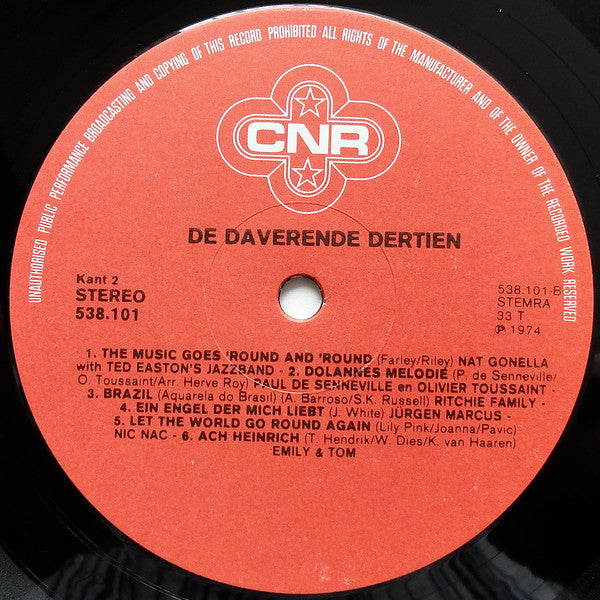 UNAUTHORISED PUBLIC PERFORMANCE BROADCASTING AND COPYING OF THIS RECORD PROHIBITED · ALL RIGHTS OF THE MANUFACTURER AND OF THE OWNER OF THE RECORDED WORK RESERVED
CNR
DE DAVERENDE DERTIEN
Kant 2
STEREO
538.101
538.101-B
STEMRA
33 T
℗ 1974
1. THE MUSIC GOES 'ROUND AND 'ROUND (Farley/Riley) NAT GONELLA
with TED EASTON'S JAZZBAND - 2. DOLANNES MELODIE (P. de Senneville/
O. Toussaint/Arr. Herve Roy) PAUL DE SENNEVILLE en OLIVIER TOUSSAINT -
3. BRAZIL (Aquarela do Brasil) (A. Barroso/S.K. Russell) RITCHIE FAMILY -
4. EIN ENGEL DER MICH LIEBT (J. White) JÜRGEN MARCUS -
5. LET THE WORLD GO ROUND AGAIN (Lily Pink/Joanna/Pavic)
NIC NAC - 6. ACH HEINRICH (T. Hendrik/W. Dies/K. van Haaren)
EMILY & TOM